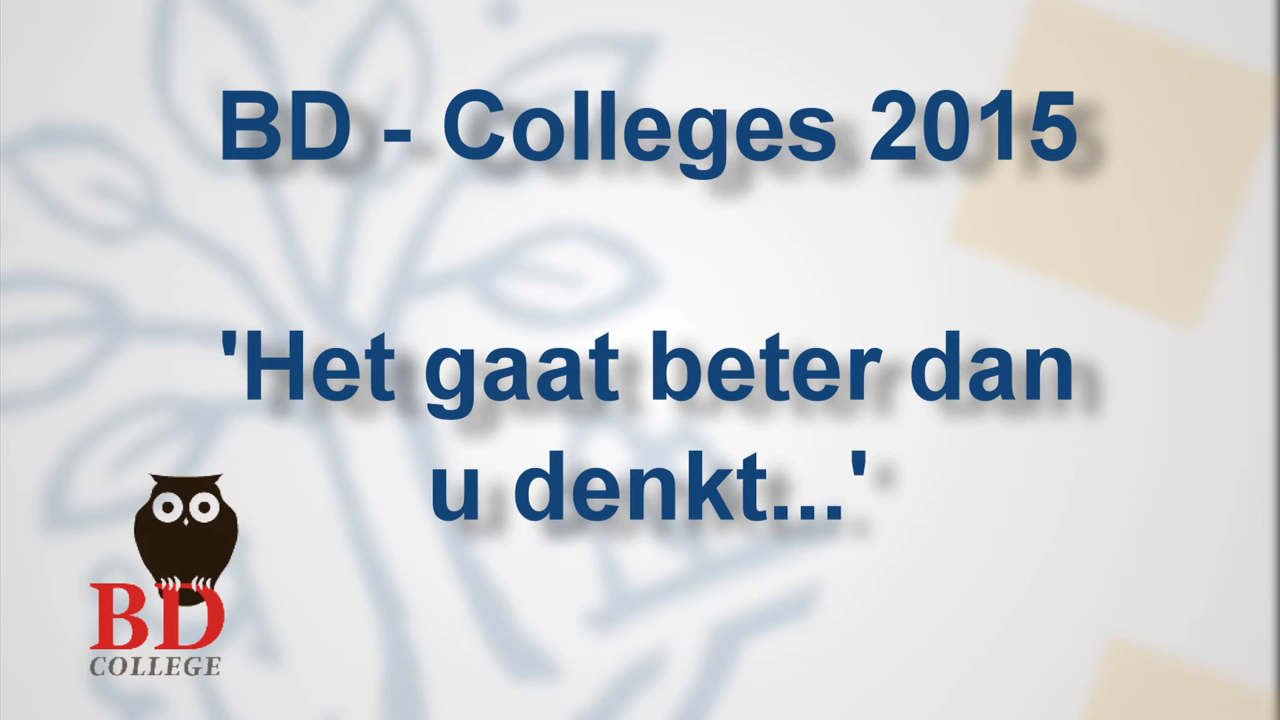 BD - Colleges 2015
'Het gaat beter dan
u denkt...'
BD
COLLEGE